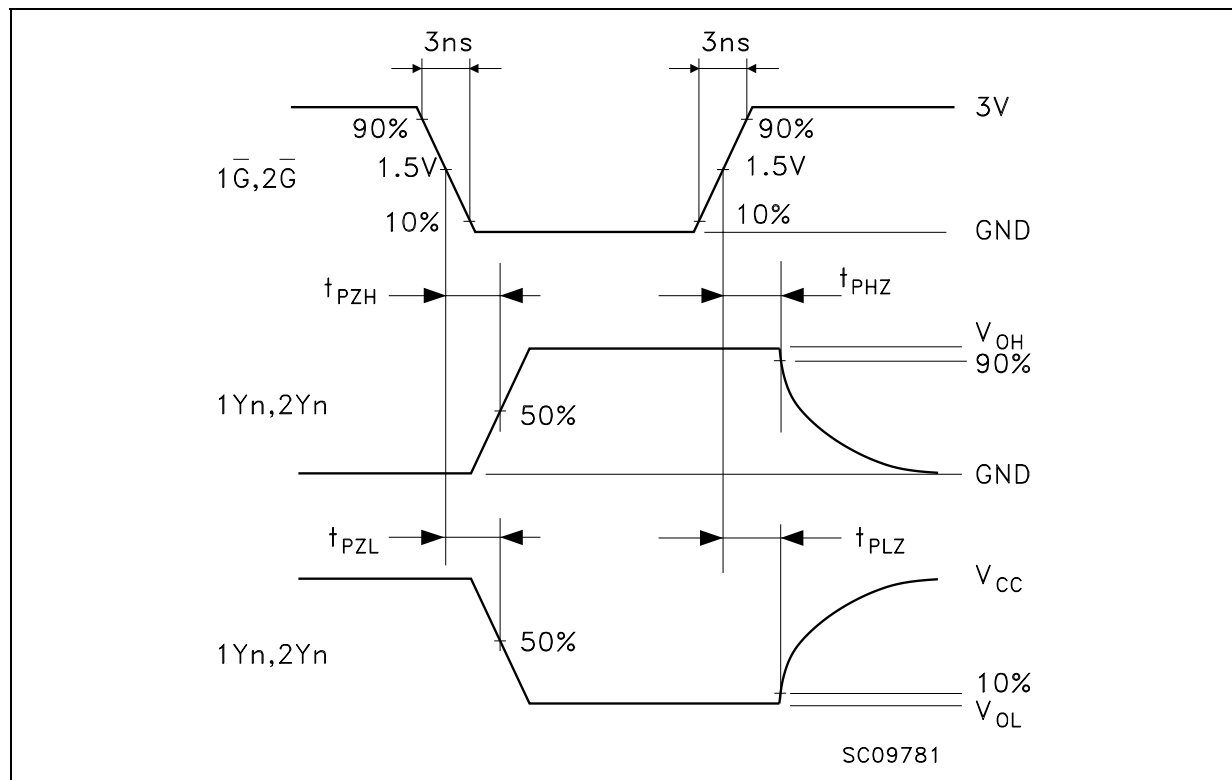 3ns 3ns
3V
90% 90%
1G̅,2G̅ 1.5V 1.5V
10% 10%
GND
tPZH tPHZ
VOH
90%
1Yn,2Yn 50%
GND
tPZL tPLZ
VCC
1Yn,2Yn 50%
10%
VOL
SC09781